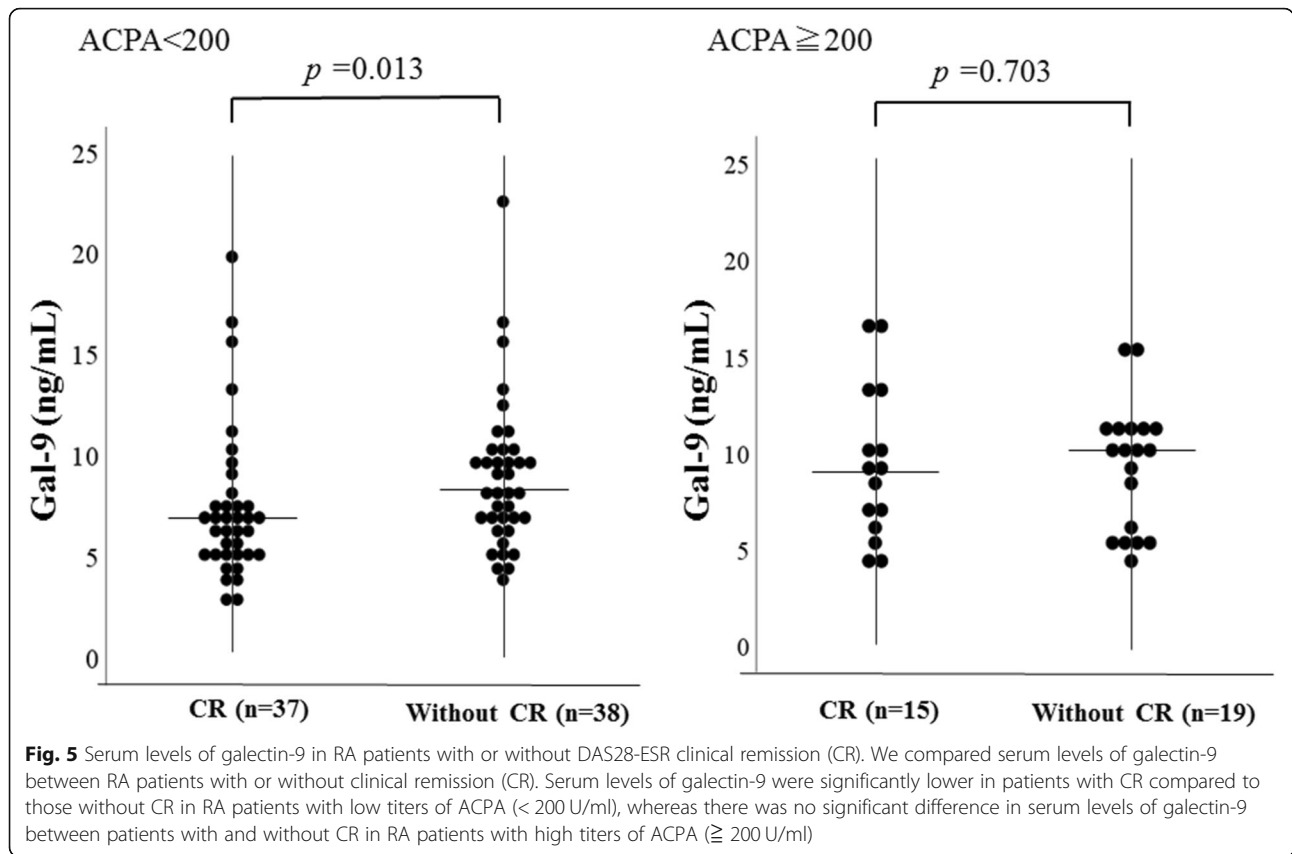 ACPA<200
p =0.013
25
20
15
10
5
0
Gal-9 (ng/mL)
CR (n=37)
Without CR (n=38)
ACPA≧200
p =0.703
25
20
15
10
5
0
Gal-9 (ng/mL)
CR (n=15)
Without CR (n=19)
Fig. 5 Serum levels of galectin-9 in RA patients with or without DAS28-ESR clinical remission (CR). We compared serum levels of galectin-9
between RA patients with or without clinical remission (CR). Serum levels of galectin-9 were significantly lower in patients with CR compared to
those without CR in RA patients with low titers of ACPA (< 200 U/ml), whereas there was no significant difference in serum levels of galectin-9
between patients with and without CR in RA patients with high titers of ACPA (≧ 200 U/ml)